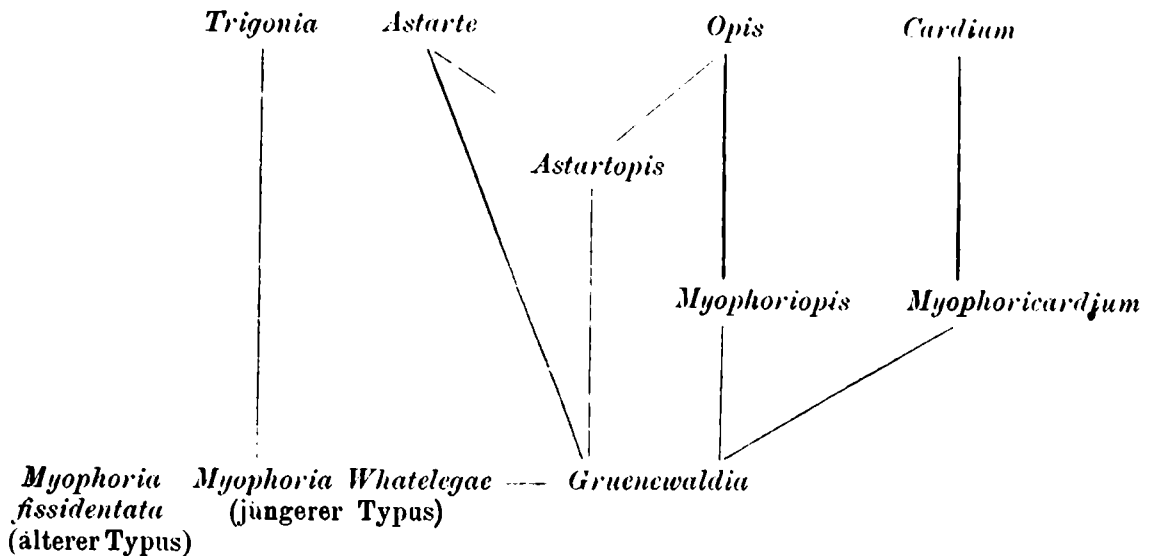 Trigonia Astarte Opis Cardium
Astartopis
Myophoriopis Myophoricardium
Myophoria Myophoria Whatelegae Gruenewaldia
fissidentata (jüngerer Typus)
(älterer Typus)